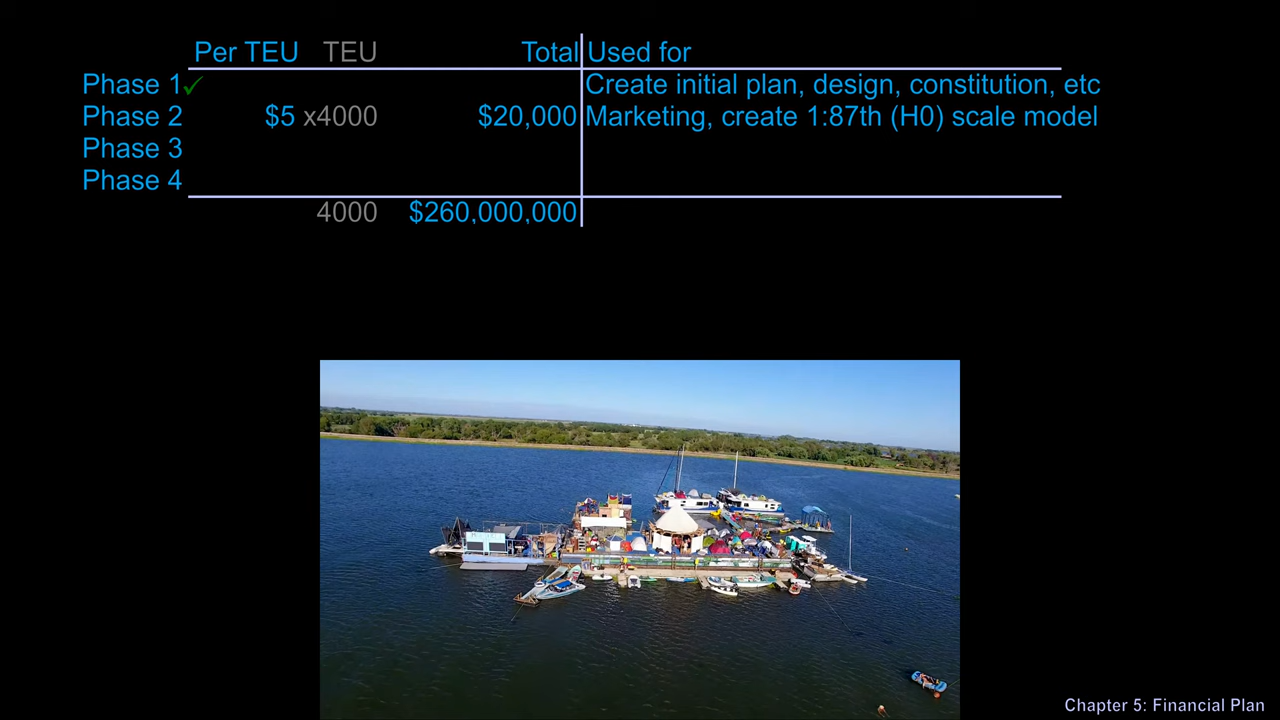 Per TEU TEU Total Used for
Phase 1✓ Create initial plan, design, constitution, etc
Phase 2 $5 x4000 $20,000 Marketing, create 1:87th (H0) scale model
Phase 3
Phase 4
4000 $260,000,000
Chapter 5: Financial Plan